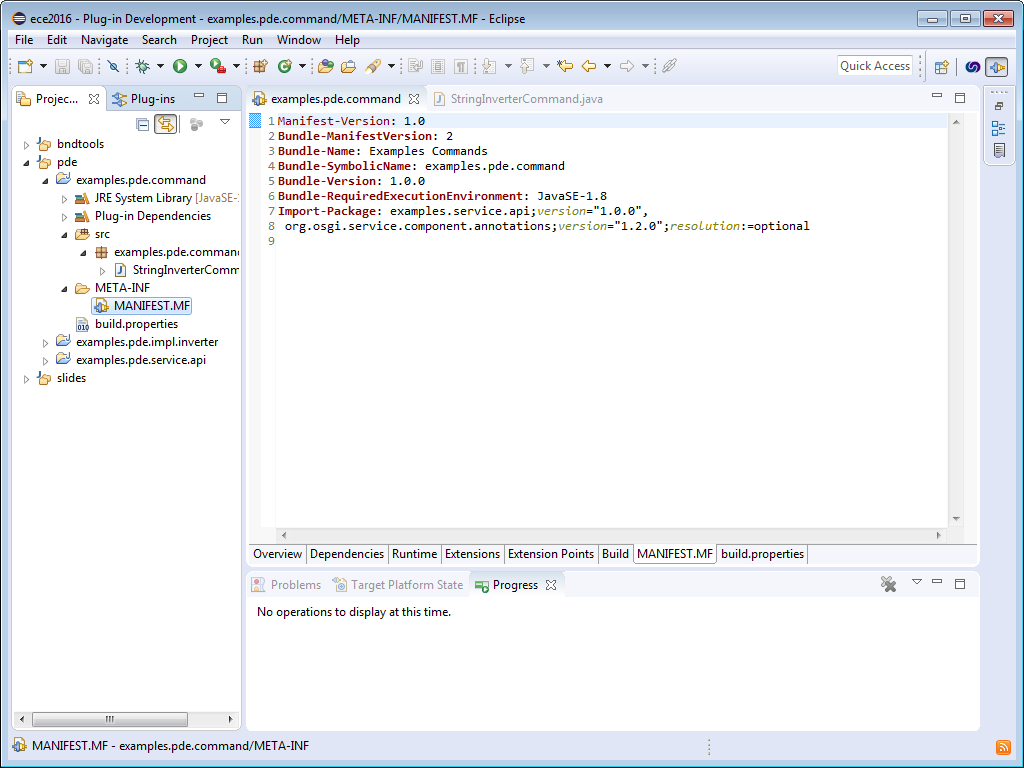 ece2016 - Plug-in Development - examples.pde.command/META-INF/MANIFEST.MF - Eclipse
File Edit Navigate Search Project Run Window Help
Quick Access
Projec... Plug-ins
bndtools
pde
examples.pde.command
JRE System Library [JavaSE-
Plug-in Dependencies
src
examples.pde.comman
StringInverterComm
META-INF
MANIFEST.MF
build.properties
examples.pde.impl.inverter
examples.pde.service.api
slides
examples.pde.command StringInverterCommand.java
1 Manifest-Version: 1.0
2 Bundle-ManifestVersion: 2
3 Bundle-Name: Examples Commands
4 Bundle-SymbolicName: examples.pde.command
5 Bundle-Version: 1.0.0
6 Bundle-RequiredExecutionEnvironment: JavaSE-1.8
7 Import-Package: examples.service.api;version="1.0.0",
8 org.osgi.service.component.annotations;version="1.2.0";resolution:=optional
9
Overview Dependencies Runtime Extensions Extension Points Build MANIFEST.MF build.properties
Problems Target Platform State Progress
No operations to display at this time.
MANIFEST.MF - examples.pde.command/META-INF